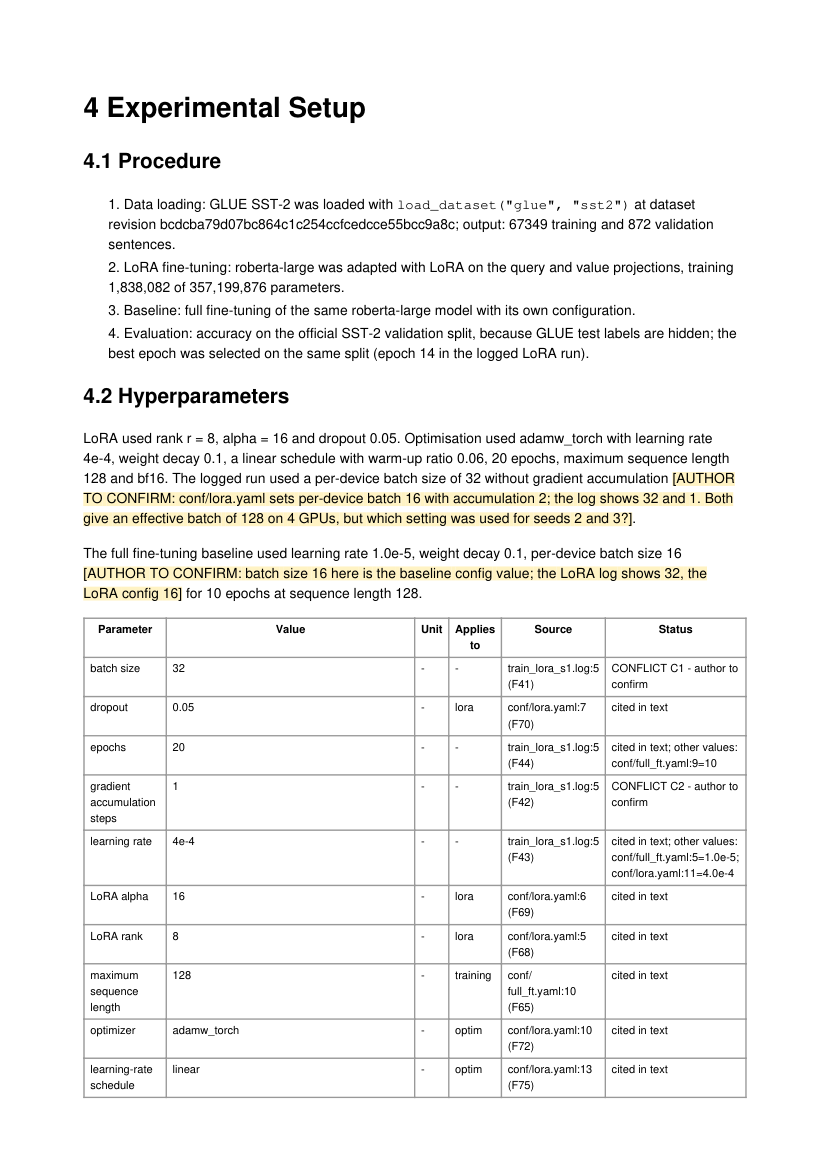 4 Experimental Setup
4.1 Procedure
1. Data loading: GLUE SST-2 was loaded with load_dataset("glue", "sst2") at dataset
revision bcdcba79d07bc864c1c254ccfcedcce55bcc9a8c; output: 67349 training and 872 validation
sentences.
2. LoRA fine-tuning: roberta-large was adapted with LoRA on the query and value projections, training
1,838,082 of 357,199,876 parameters.
3. Baseline: full fine-tuning of the same roberta-large model with its own configuration.
4. Evaluation: accuracy on the official SST-2 validation split, because GLUE test labels are hidden; the
best epoch was selected on the same split (epoch 14 in the logged LoRA run).
4.2 Hyperparameters
LoRA used rank r = 8, alpha = 16 and dropout 0.05. Optimisation used adamw_torch with learning rate
4e-4, weight decay 0.1, a linear schedule with warm-up ratio 0.06, 20 epochs, maximum sequence length
128 and bf16. The logged run used a per-device batch size of 32 without gradient accumulation [AUTHOR
TO CONFIRM: conf/lora.yaml sets per-device batch 16 with accumulation 2; the log shows 32 and 1. Both
give an effective batch of 128 on 4 GPUs, but which setting was used for seeds 2 and 3?].
The full fine-tuning baseline used learning rate 1.0e-5, weight decay 0.1, per-device batch size 16
[AUTHOR TO CONFIRM: batch size 16 here is the baseline config value; the LoRA log shows 32, the
LoRA config 16] for 10 epochs at sequence length 128.
Parameter Value Unit Applies to Source Status
batch size 32 - - train_lora_s1.log:5 (F41) CONFLICT C1 - author to confirm
dropout 0.05 - lora conf/lora.yaml:7 (F70) cited in text
epochs 20 - - train_lora_s1.log:5 (F44) cited in text; other values: conf/full_ft.yaml:9=10
gradient accumulation steps 1 - - train_lora_s1.log:5 (F42) CONFLICT C2 - author to confirm
learning rate 4e-4 - - train_lora_s1.log:5 (F43) cited in text; other values: conf/full_ft.yaml:5=1.0e-5; conf/lora.yaml:11=4.0e-4
LoRA alpha 16 - lora conf/lora.yaml:6 (F69) cited in text
LoRA rank 8 - lora conf/lora.yaml:5 (F68) cited in text
maximum sequence length 128 - training conf/full_ft.yaml:10 (F65) cited in text
optimizer adamw_torch - optim conf/lora.yaml:10 (F72) cited in text
learning-rate schedule linear - optim conf/lora.yaml:13 (F75) cited in text